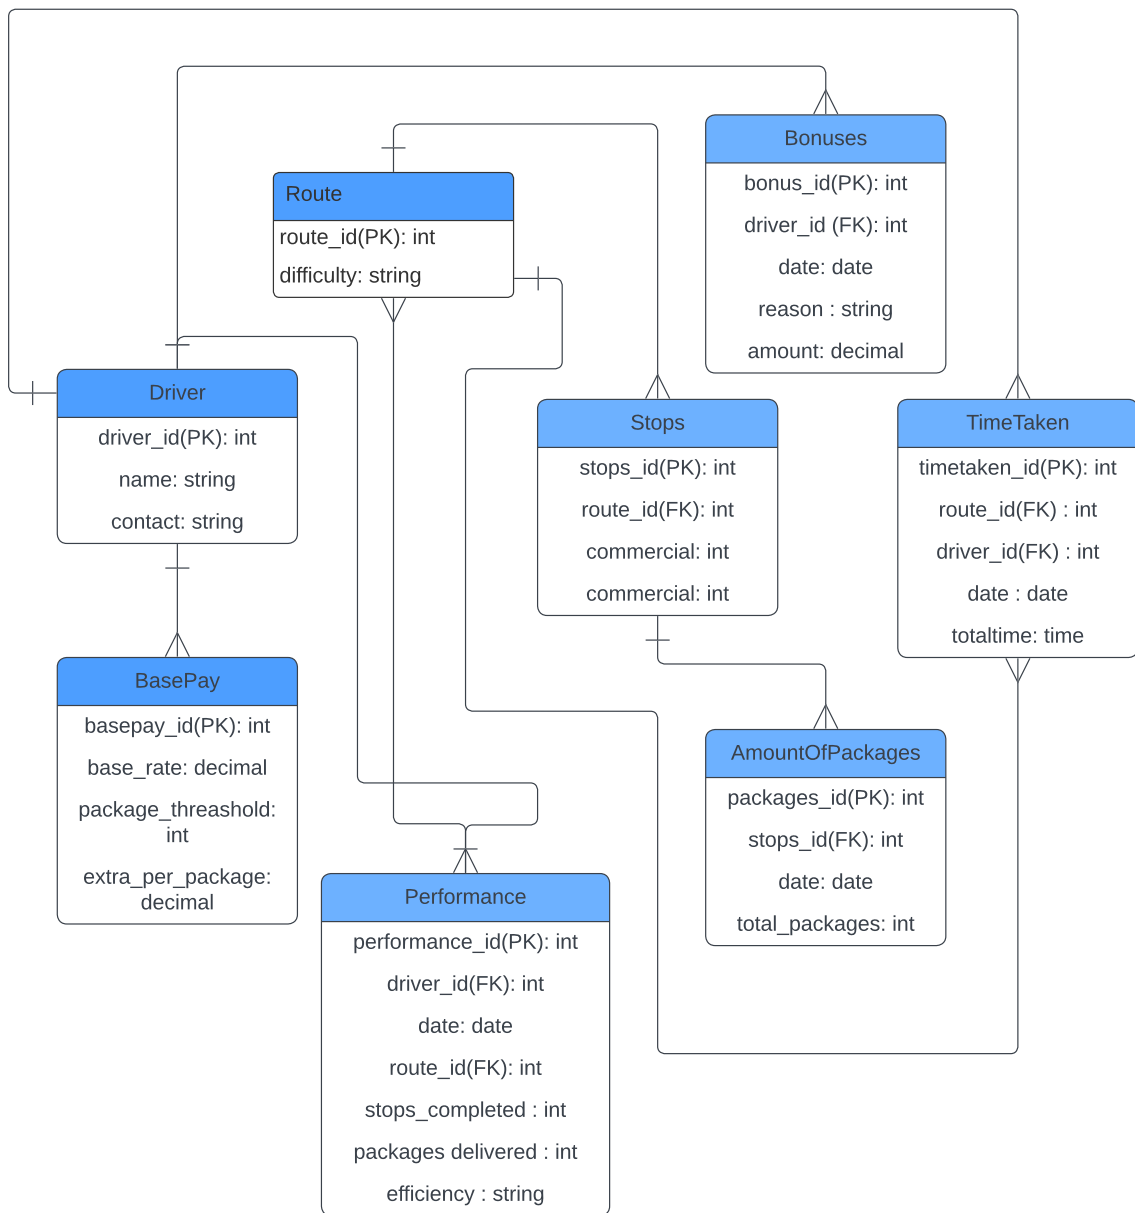 Bonuses
bonus_id(PK): int
driver_id (FK): int
date: date
reason : string
amount: decimal
Route
route_id(PK): int
difficulty: string
Driver
driver_id(PK): int
name: string
contact: string
Stops
stops_id(PK): int
route_id(FK): int
commercial: int
commercial: int
TimeTaken
timetaken_id(PK): int
route_id(FK) : int
driver_id(FK) : int
date : date
totaltime: time
BasePay
basepay_id(PK): int
base_rate: decimal
package_threashold:
int
extra_per_package:
decimal
AmountOfPackages
packages_id(PK): int
stops_id(FK): int
date: date
total_packages: int
Performance
performance_id(PK): int
driver_id(FK): int
date: date
route_id(FK): int
stops_completed : int
packages delivered : int
efficiency : string